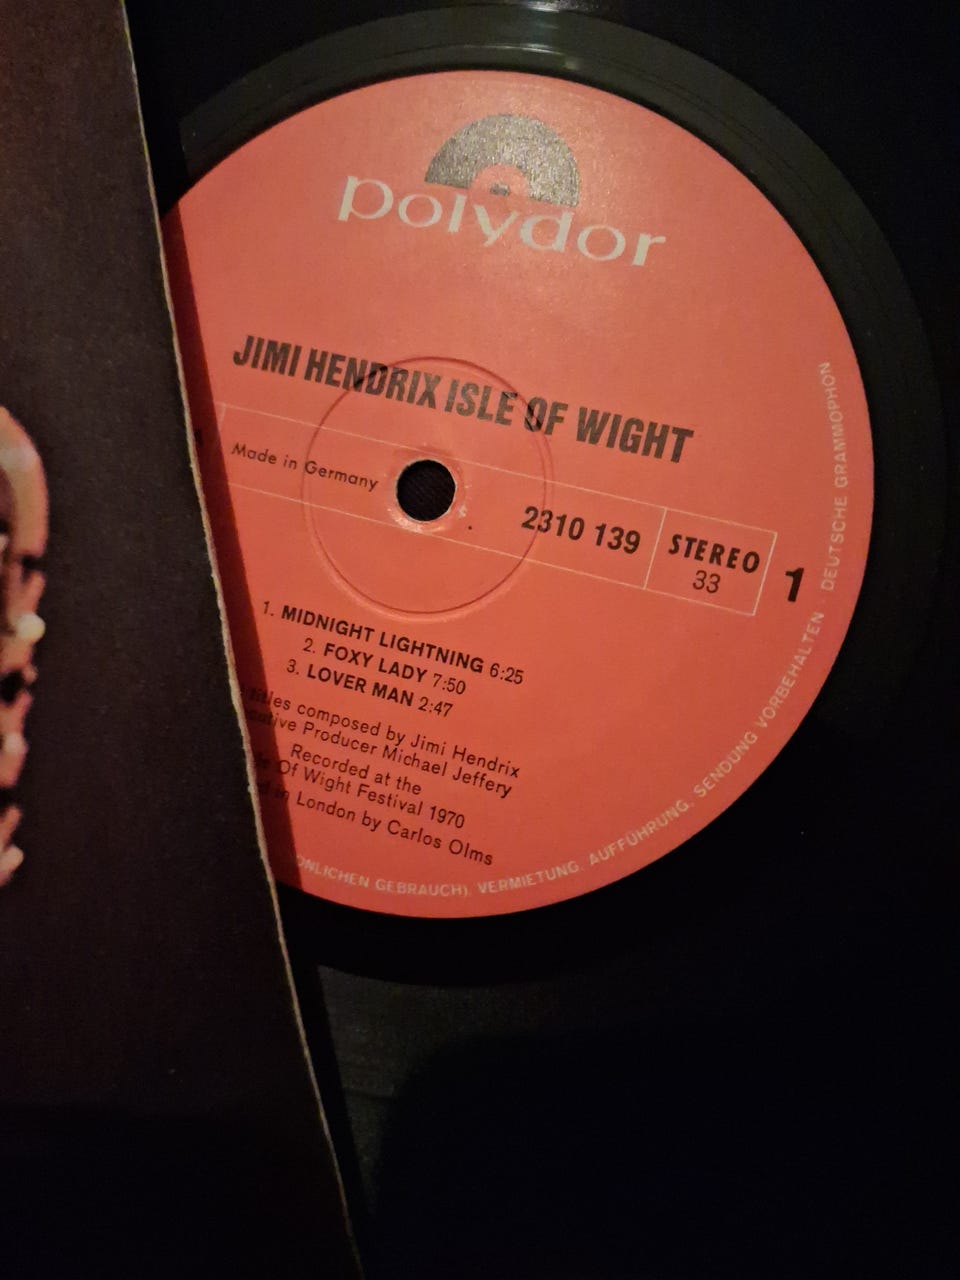 polydor
JIMI HENDRIX ISLE OF WIGHT
Made in Germany
2310 139
STEREO
33
1
1. MIDNIGHT LIGHTNING 6:25
2. FOXY LADY 7:50
3. LOVER MAN 2:47
titles composed by Jimi Hendrix
Producer Michael Jeffery
Recorded at the
Of Wight Festival 1970
in London by Carlos Olms
GEBRAUCH). VERMIETUNG. AUFFÜHRUNG. SENDUNG VORBEHALTEN · DEUTSCHE GRAMMOPHON